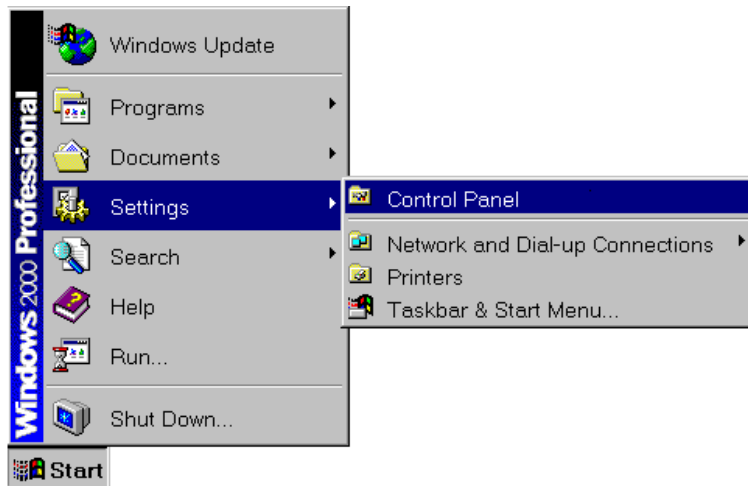 Windows Update
Programs
Documents
Settings
Search
Help
Run...
Shut Down...
Windows 2000 Professional
Start
Control Panel
Network and Dial-up Connections
Printers
Taskbar & Start Menu...